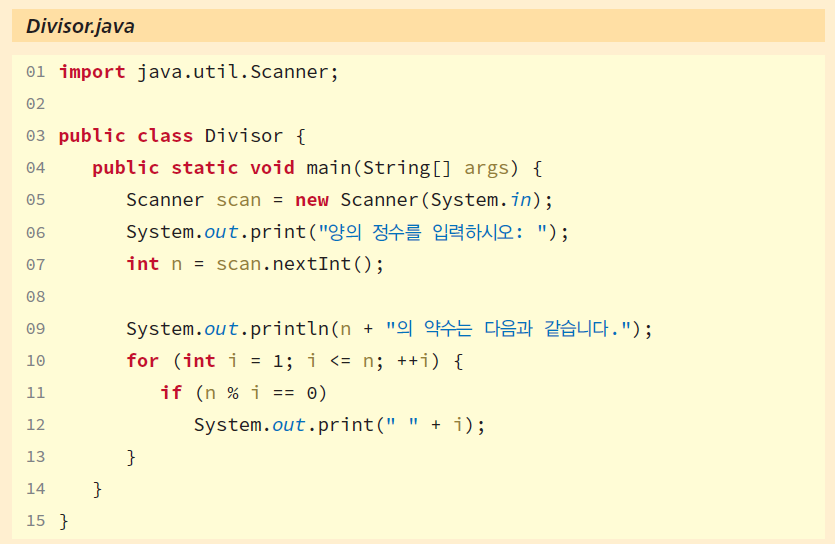 Divisor.java
01 import java.util.Scanner;
02
03 public class Divisor {
04 public static void main(String[] args) {
05 Scanner scan = new Scanner(System.in);
06 System.out.print("양의 정수를 입력하시오: ");
07 int n = scan.nextInt();
08
09 System.out.println(n + "의 약수는 다음과 같습니다.");
10 for (int i = 1; i <= n; ++i) {
11 if (n % i == 0)
12 System.out.print(" " + i);
13 }
14 }
15 }